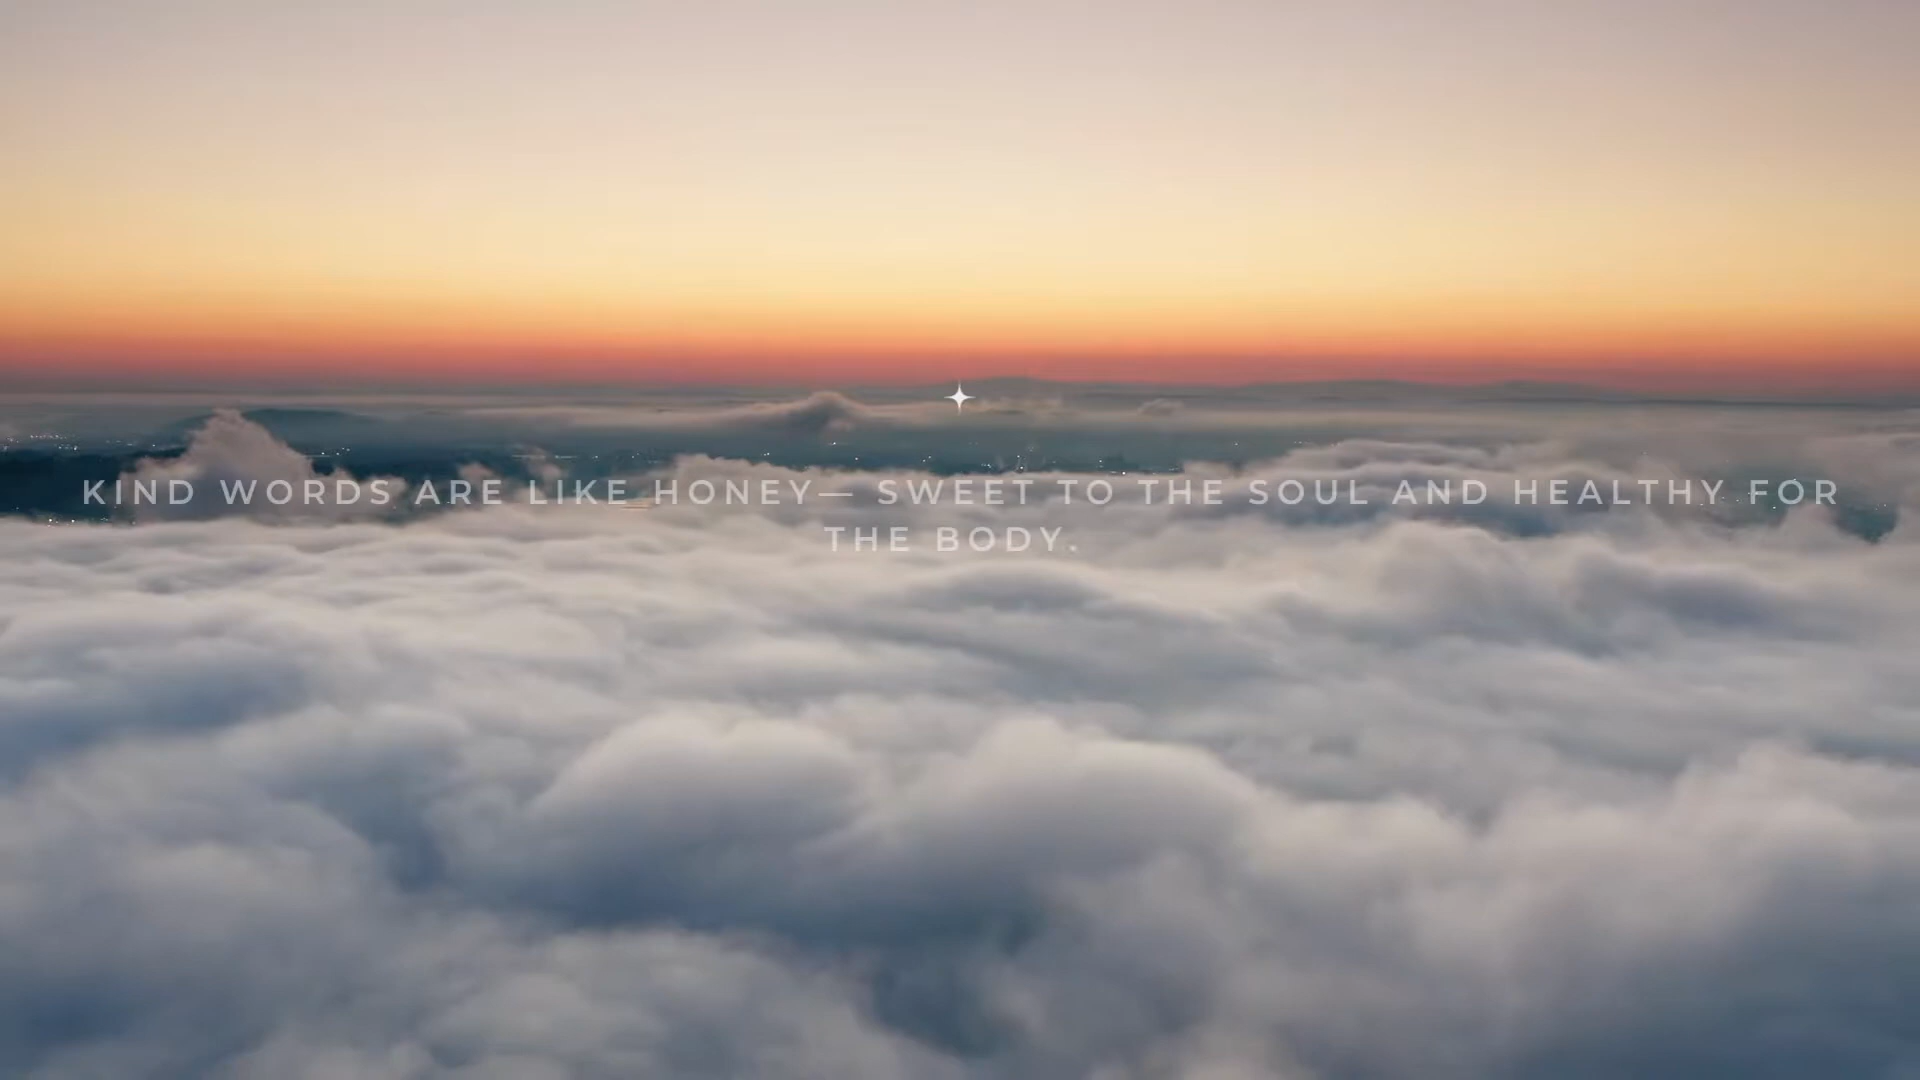 KIND WORDS ARE LIKE HONEY— SWEET TO THE SOUL AND HEALTHY FOR
THE BODY.